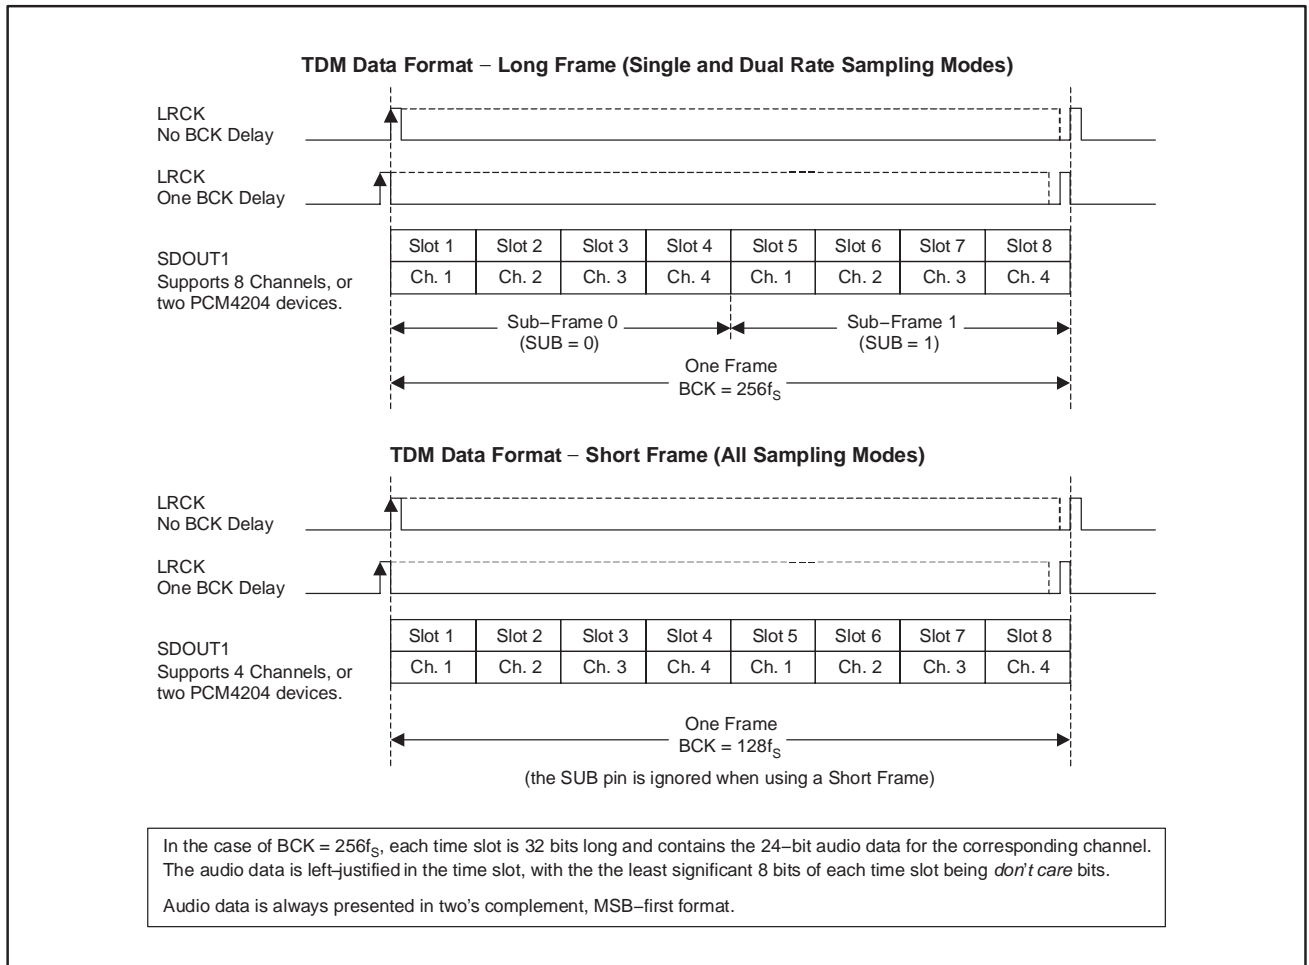 TDM Data Format − Long Frame (Single and Dual Rate Sampling Modes)
LRCK
No BCK Delay
LRCK
One BCK Delay
SDOUT1
Supports 8 Channels, or
two PCM4204 devices.
Slot 1 Slot 2 Slot 3 Slot 4 Slot 5 Slot 6 Slot 7 Slot 8
Ch. 1 Ch. 2 Ch. 3 Ch. 4 Ch. 1 Ch. 2 Ch. 3 Ch. 4
Sub−Frame 0 Sub−Frame 1
(SUB = 0) (SUB = 1)
One Frame
BCK = 256fS
TDM Data Format − Short Frame (All Sampling Modes)
LRCK
No BCK Delay
LRCK
One BCK Delay
SDOUT1
Supports 4 Channels, or
two PCM4204 devices.
Slot 1 Slot 2 Slot 3 Slot 4 Slot 5 Slot 6 Slot 7 Slot 8
Ch. 1 Ch. 2 Ch. 3 Ch. 4 Ch. 1 Ch. 2 Ch. 3 Ch. 4
One Frame
BCK = 128fS
(the SUB pin is ignored when using a Short Frame)
In the case of BCK = 256fS, each time slot is 32 bits long and contains the 24−bit audio data for the corresponding channel.
The audio data is left−justified in the time slot, with the the least significant 8 bits of each time slot being don't care bits.
Audio data is always presented in two's complement, MSB−first format.